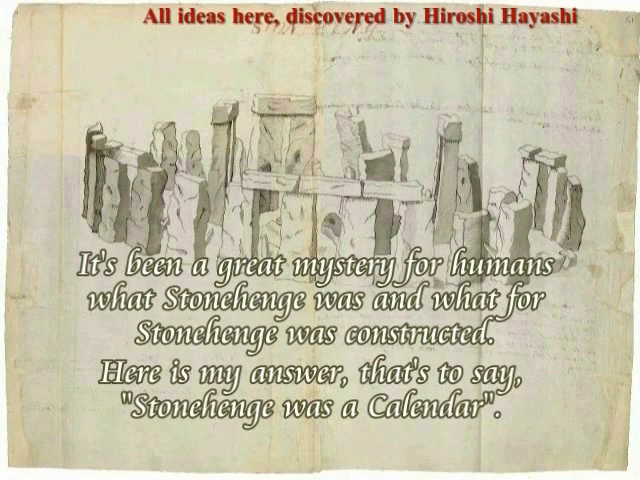 All ideas here, discovered by Hiroshi Hayashi
It's been a great mystery for humans
what Stonehenge was and what for
Stonehenge was constructed.
Here is my answer, that's to say,
"Stonehenge was a Calendar".